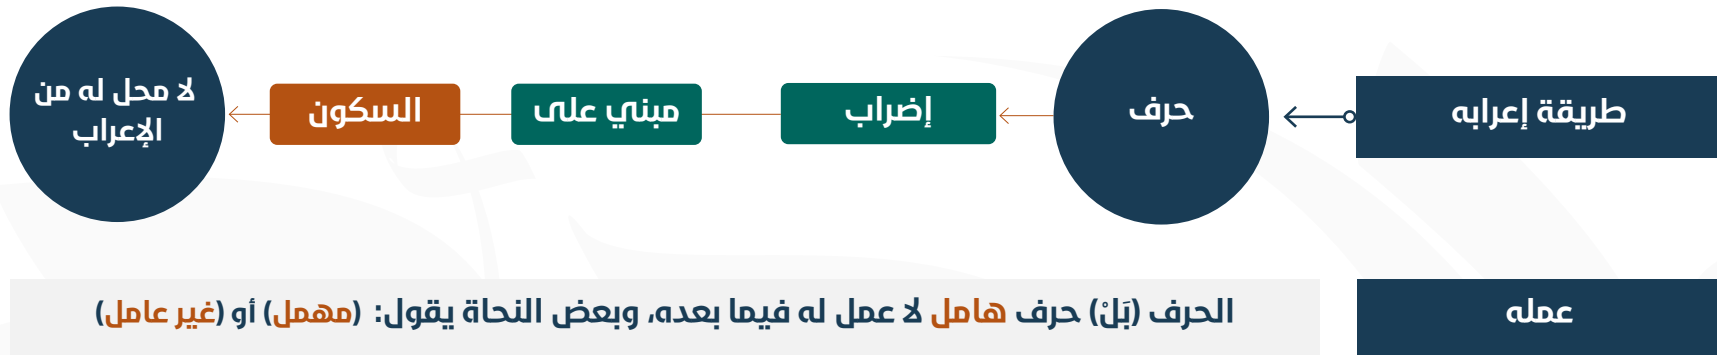 طريقة إعرابه
حرف
إضراب
مبني على
السكون
لا محل له من
الإعراب
عمله
الحرف (بَلْ) حرف هامل لا عمل له فيما بعده، وبعض النحاة يقول: (مهمل) أو (غير عامل)